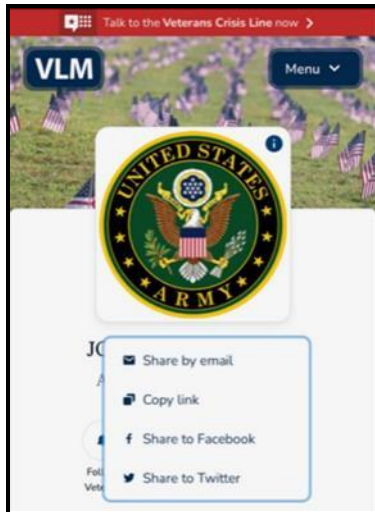 Talk to the Veterans Crisis Line now
VLM
Menu
UNITED STATES
ARMY
Share by email
Copy link
Share to Facebook
Share to Twitter